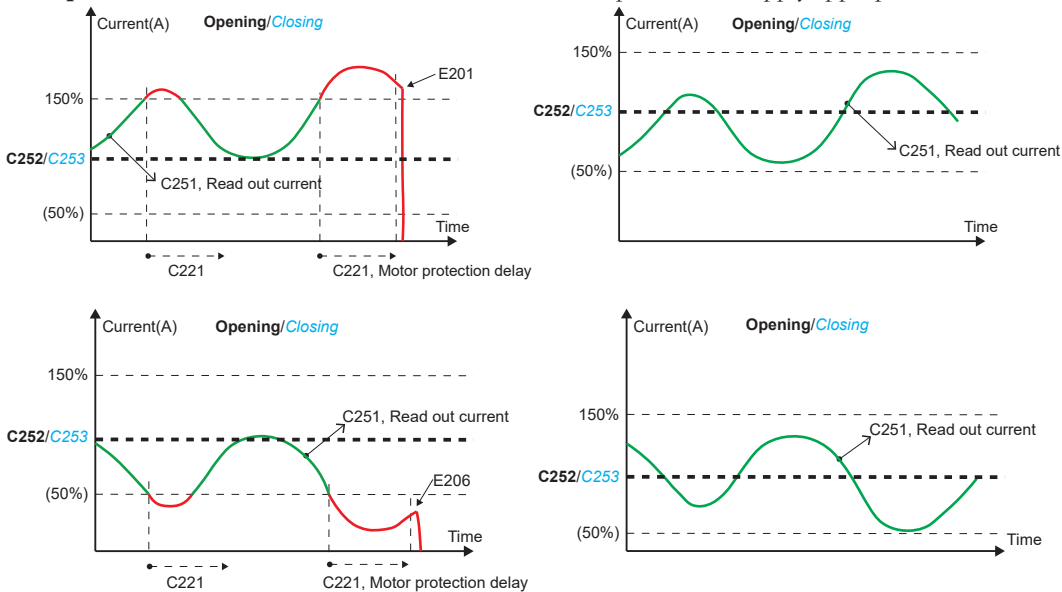 Current(A) Opening/Closing
E201
150%
C252/C253
C251, Read out current
(50%)
Time
C221
C221, Motor protection delay
Current(A) Opening/Closing
150%
C252/C253
C251, Read out current
(50%)
Time
Current(A) Opening/Closing
150%
C251, Read out current
C252/C253
E206
(50%)
Time
C221
C221, Motor protection delay
Current(A) Opening/Closing
150%
C251, Read out current
C252/C253
(50%)
Time